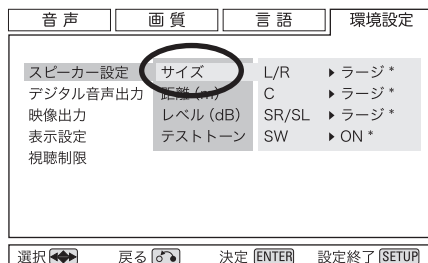 音声 画質 言語 環境設定
スピーカー設定 サイズ L/R ▶ ラージ *
デジタル音声出力 距離 (m) C ▶ ラージ *
映像出力 レベル (dB) SR/SL ▶ ラージ *
表示設定 テストトーン SW ▶ ON *
視聴制限
選択 戻る 決定 ENTER 設定終了 SETUP